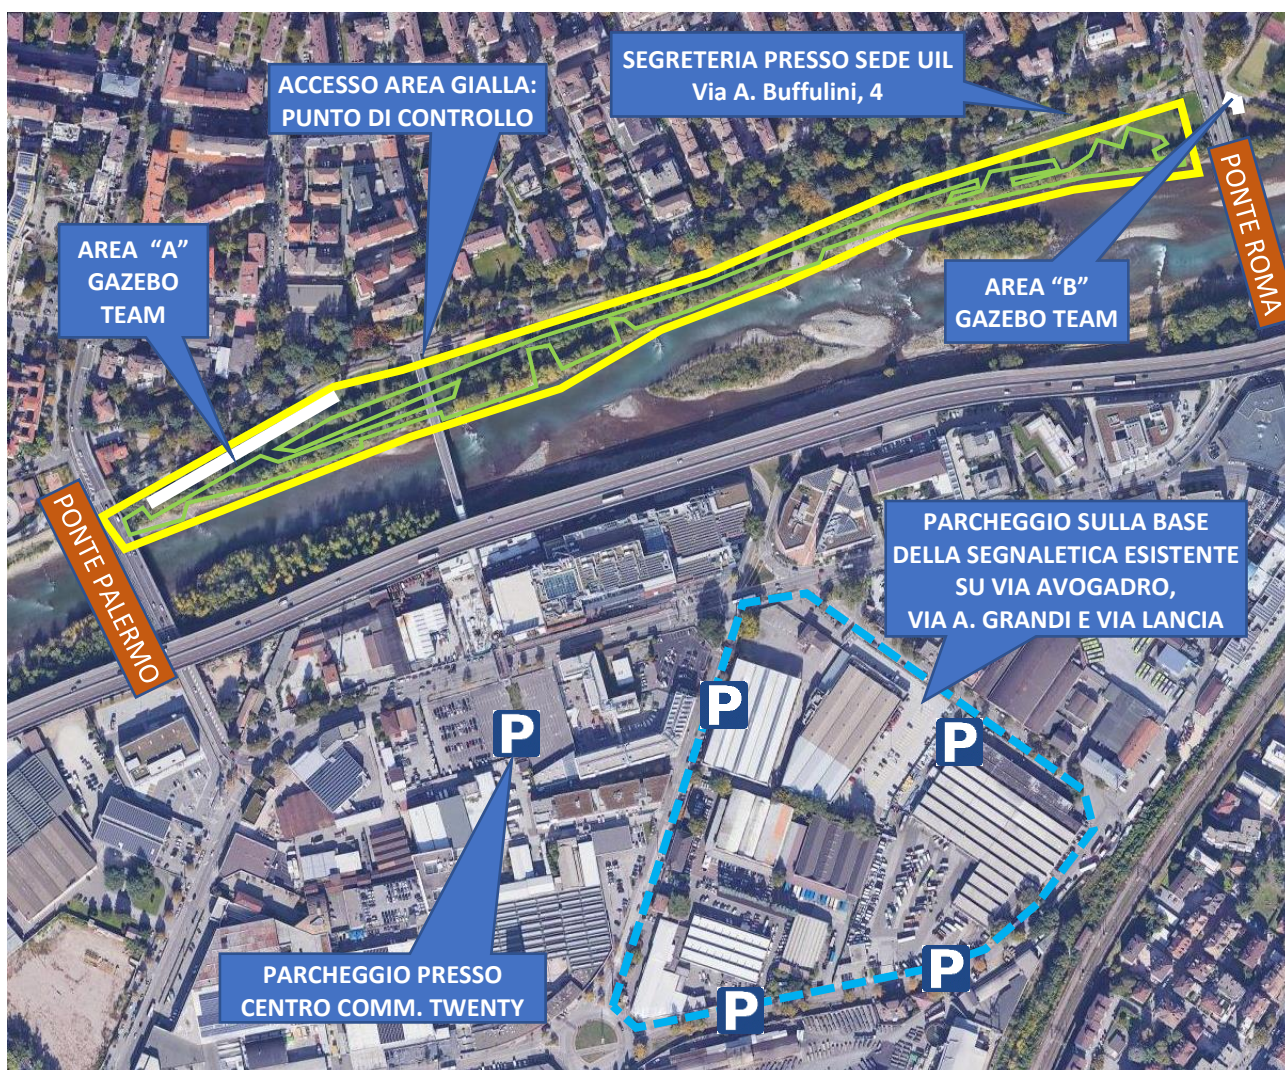 SEGRETERIA PRESSO SEDE UIL
Via A. Buffulini, 4
ACCESSO AREA GIALLA:
PUNTO DI CONTROLLO
AREA “A”
GAZEBO
TEAM
AREA “B”
GAZEBO TEAM
PONTE ROMA
PONTE PALERMO
PARCHEGGIO SULLA BASE
DELLA SEGNALETICA ESISTENTE
SU VIA AVOGADRO,
VIA A. GRANDI E VIA LANCIA
P
P
P
P
P
PARCHEGGIO PRESSO
CENTRO COMM. TWENTY